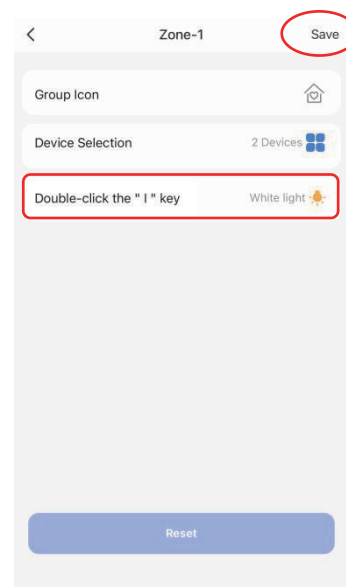 Zone-1 Save
Group Icon
Device Selection 2 Devices
Double-click the " I " key White light
Reset